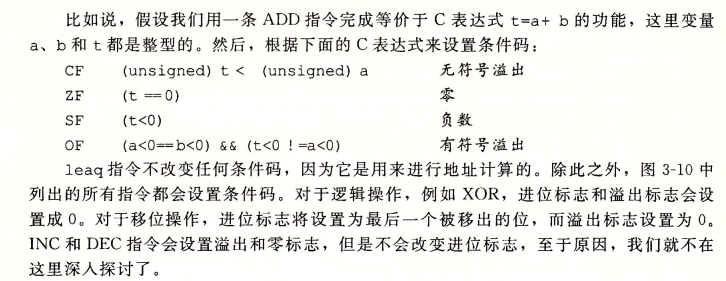 比如说，假设我们用一条 ADD 指令完成等价于 C 表达式 t=a+ b 的功能，这里变量
a、b 和 t 都是整型的。然后，根据下面的 C 表达式来设置条件码：
CF (unsigned) t < (unsigned) a 无符号溢出
ZF (t ==0) 零
SF (t<0) 负数
OF (a<0==b<0) && (t<0 !=a<0) 有符号溢出
leaq 指令不改变任何条件码，因为它是用来进行地址计算的。除此之外，图 3-10 中
列出的所有指令都会设置条件码。对于逻辑操作，例如 XOR，进位标志和溢出标志会设
置成 0。对于移位操作，进位标志将设置为最后一个被移出的位，而溢出标志设置为 0。
INC 和 DEC 指令会设置溢出和零标志，但是不会改变进位标志，至于原因，我们就不在
这里深入探讨了。